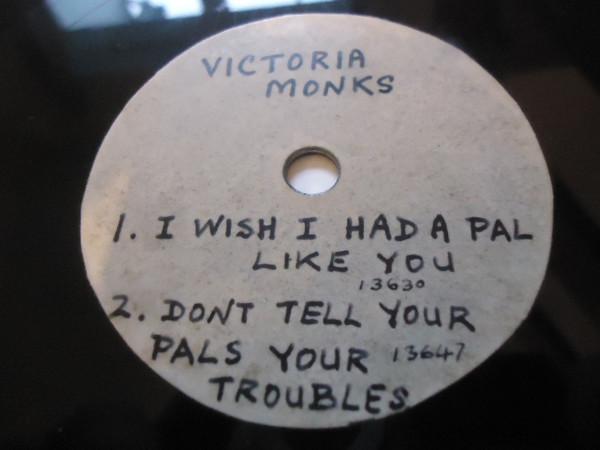 VICTORIA
MONKS
1. I WISH I HAD A PAL
LIKE YOU
13630
2. DONT TELL YOUR
PALS YOUR 13647
TROUBLES